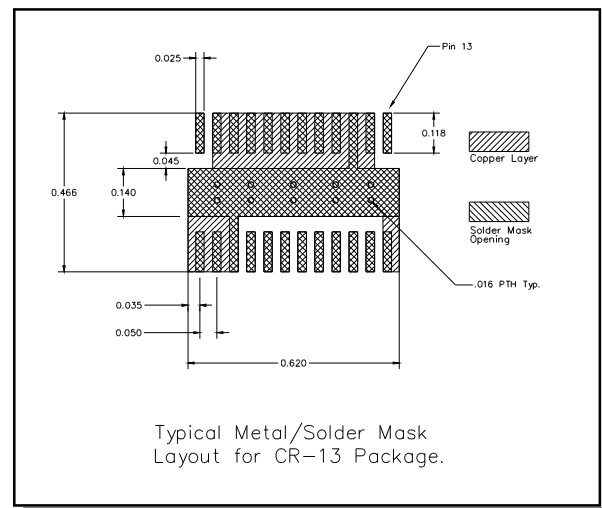 Pin 13
0.025
0.118
Copper Layer
0.045
0.466
0.140
Solder Mask
Opening
.016 PTH Typ.
0.035
0.050
0.620
Typical Metal/Solder Mask
Layout for CR-13 Package.